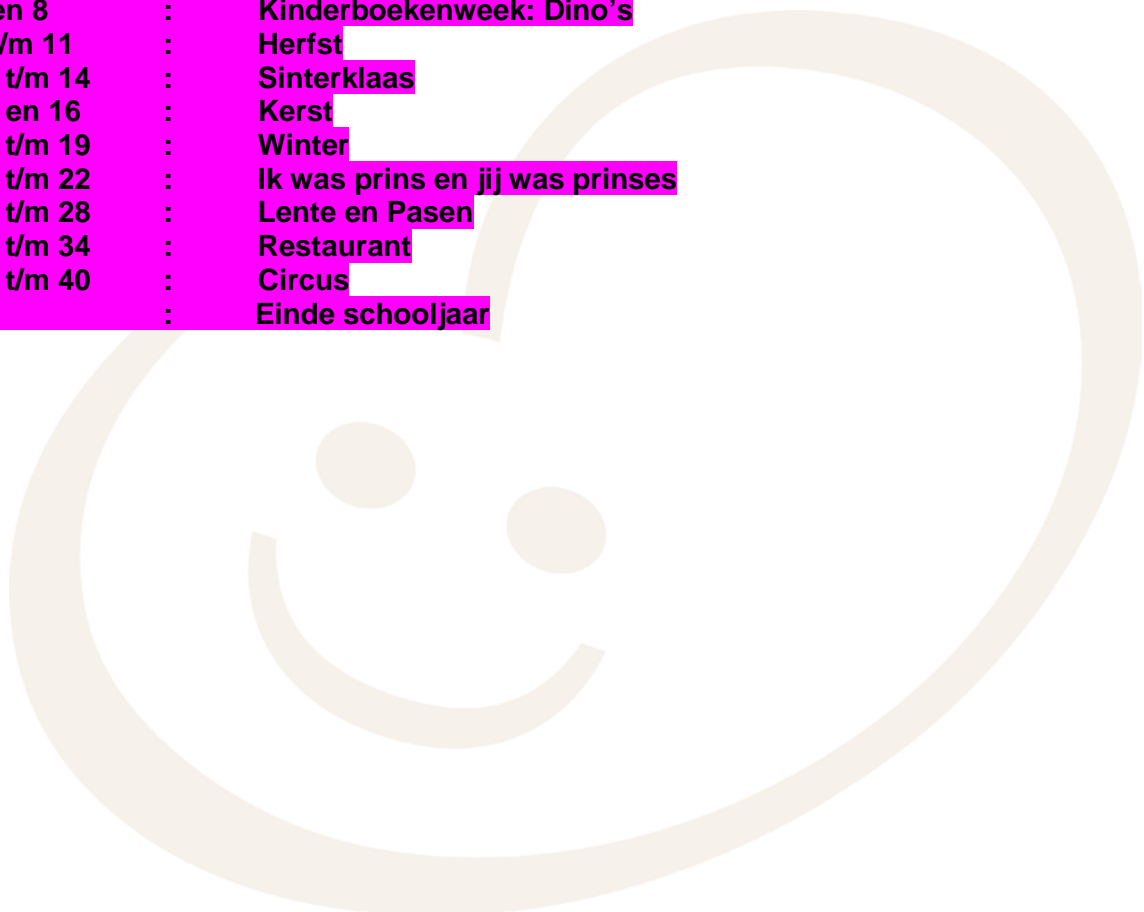 en 8 : Kinderboekenweek: Dino’s
/m 11 : Herfst
t/m 14 : Sinterklaas
en 16 : Kerst
t/m 19 : Winter
t/m 22 : Ik was prins en jij was prinses
t/m 28 : Lente en Pasen
t/m 34 : Restaurant
t/m 40 : Circus
: Einde schooljaar